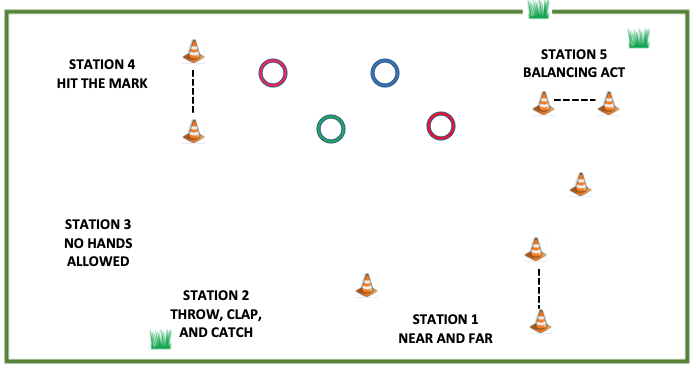 STATION 4
HIT THE MARK
STATION 5
BALANCING ACT
STATION 3
NO HANDS
ALLOWED
STATION 2
THROW, CLAP,
AND CATCH
STATION 1
NEAR AND FAR